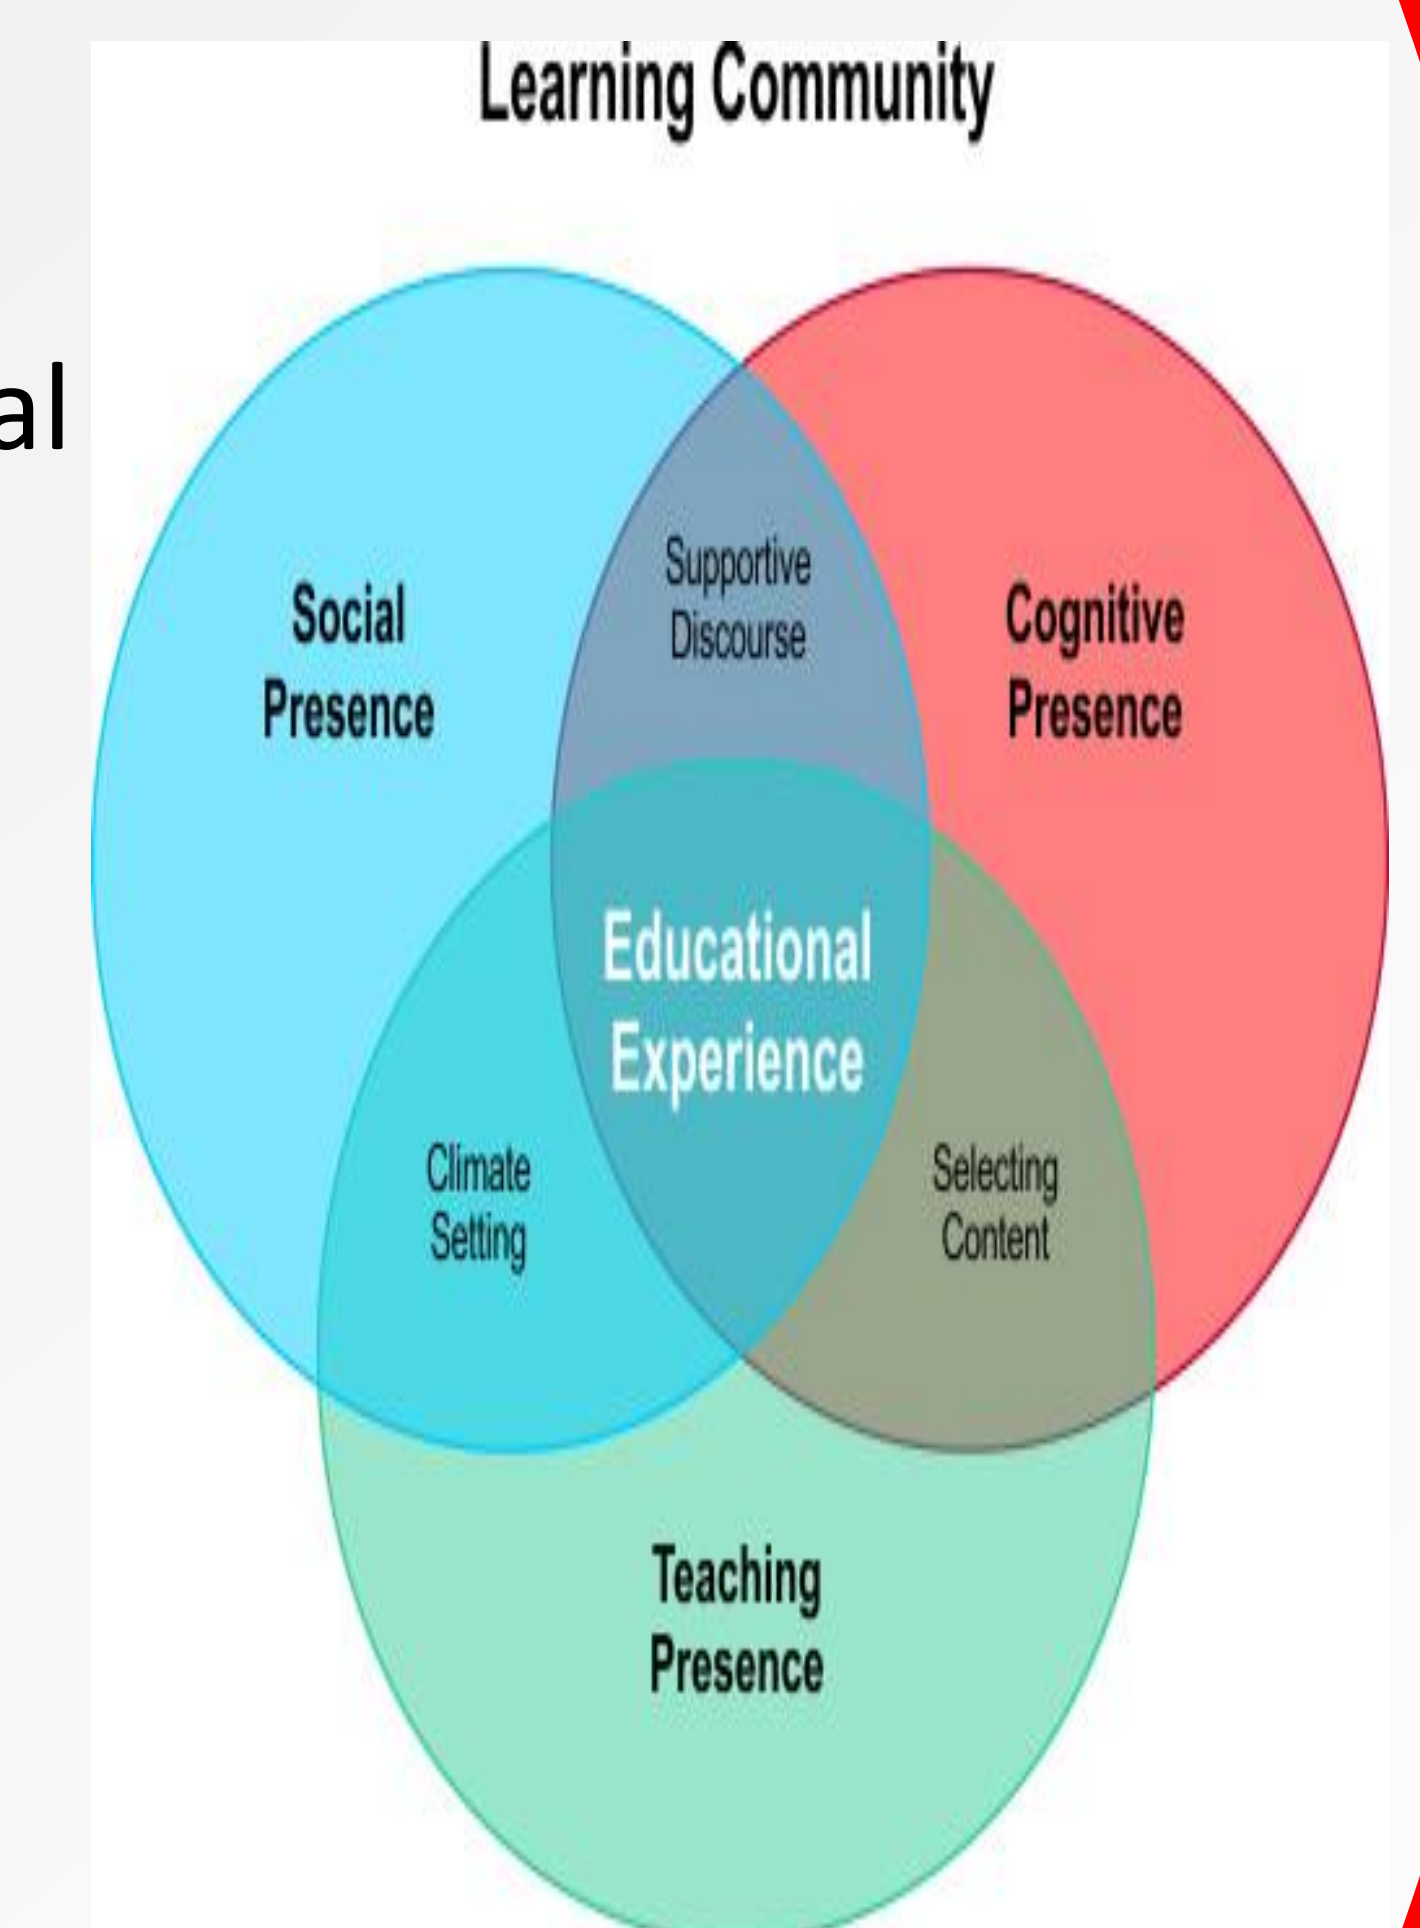 Learning Community
al
Social
Presence
Supportive
Discourse
Cognitive
Presence
Educational
Experience
Climate
Setting
Selecting
Content
Teaching
Presence